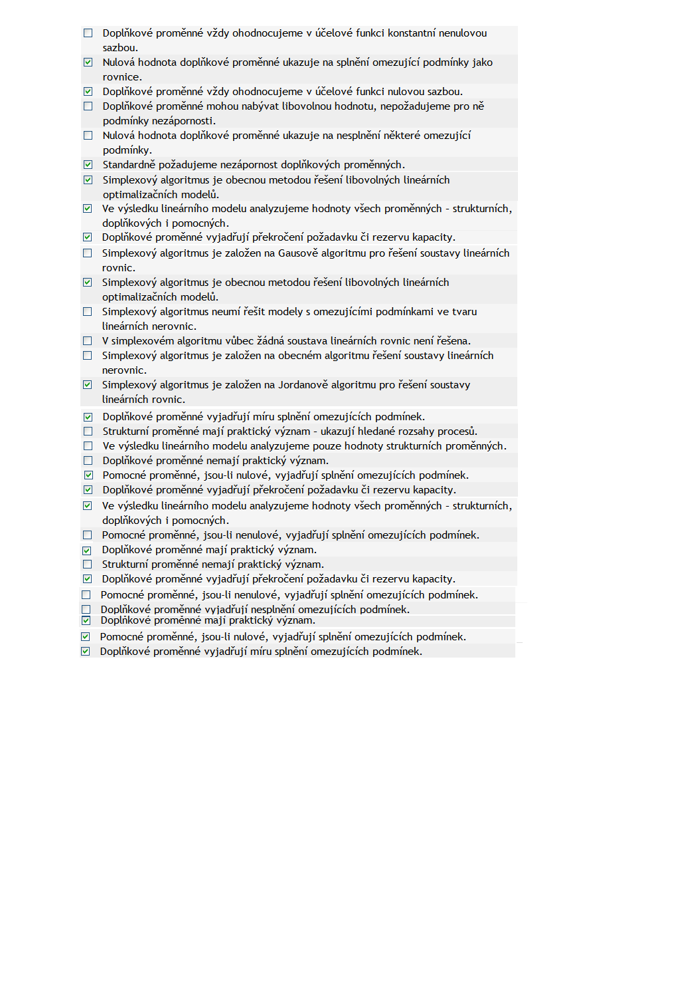 Doplňkové proměnné vždy ohodnocujeme v účelové funkci konstantní nenulovou
sazbou.
Nulová hodnota doplňkové proměnné ukazuje na splnění omezující podmínky jako
rovnice.
Doplňkové proměnné vždy ohodnocujeme v účelové funkci nulovou sazbou.
Doplňkové proměnné mohou nabývat libovolnou hodnotu, nepožadujeme pro ně
podmínky nezápornosti.
Nulová hodnota doplňkové proměnné ukazuje na nesplnění některé omezující
podmínky.
Standardně požadujeme nezápornost doplňkových proměnných.
Simplexový algoritmus je obecnou metodou řešení libovolných lineárních
optimalizačních modelů.
Ve výsledku lineárního modelu analyzujeme hodnoty všech proměnných – strukturních,
doplňkových i pomocných.
Doplňkové proměnné vyjadřují překročení požadavku či rezervu kapacity.
Simplexový algoritmus je založen na Gausově algoritmu pro řešení soustavy lineárních
rovnic.
Simplexový algoritmus je obecnou metodou řešení libovolných lineárních
optimalizačních modelů.
Simplexový algoritmus neumí řešit modely s omezujícími podmínkami ve tvaru
lineárních nerovnic.
V simplexovém algoritmu vůbec žádná soustava lineárních rovnic není řešena.
Simplexový algoritmus je založen na obecném algoritmu řešení soustavy lineárních
nerovnic.
Simplexový algoritmus je založen na Jordanově algoritmu pro řešení soustavy
lineárních rovnic.
Doplňkové proměnné vyjadřují míru splnění omezujících podmínek.
Strukturní proměnné mají praktický význam – ukazují hledané rozsahy procesů.
Ve výsledku lineárního modelu analyzujeme pouze hodnoty strukturních proměnných.
Doplňkové proměnné nemají praktický význam.
Pomocné proměnné, jsou-li nulové, vyjadřují splnění omezujících podmínek.
Doplňkové proměnné vyjadřují překročení požadavku či rezervu kapacity.
Ve výsledku lineárního modelu analyzujeme hodnoty všech proměnných – strukturních,
doplňkových i pomocných.
Pomocné proměnné, jsou-li nenulové, vyjadřují splnění omezujících podmínek.
Doplňkové proměnné mají praktický význam.
Strukturní proměnné nemají praktický význam.
Doplňkové proměnné vyjadřují překročení požadavku či rezervu kapacity.
Pomocné proměnné, jsou-li nenulové, vyjadřují splnění omezujících podmínek.
Doplňkové proměnné vyjadřují nesplnění omezujících podmínek.
Doplňkové proměnné mají praktický význam.
Pomocné proměnné, jsou-li nulové, vyjadřují splnění omezujících podmínek.
Doplňkové proměnné vyjadřují míru splnění omezujících podmínek.